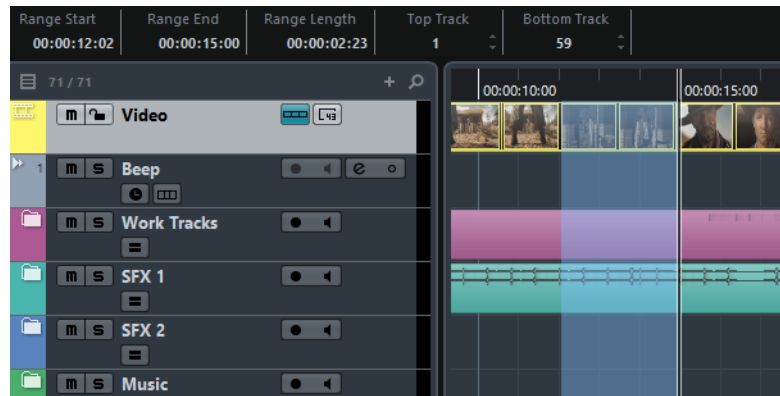 Range Start Range End Range Length Top Track Bottom Track
00:00:12:02 00:00:15:00 00:00:02:23 1 59
71 / 71
00:00:10:00 00:00:15:00
m Video
1 m S Beep e
m S Work Tracks
m S SFX 1
m S SFX 2
m S Music